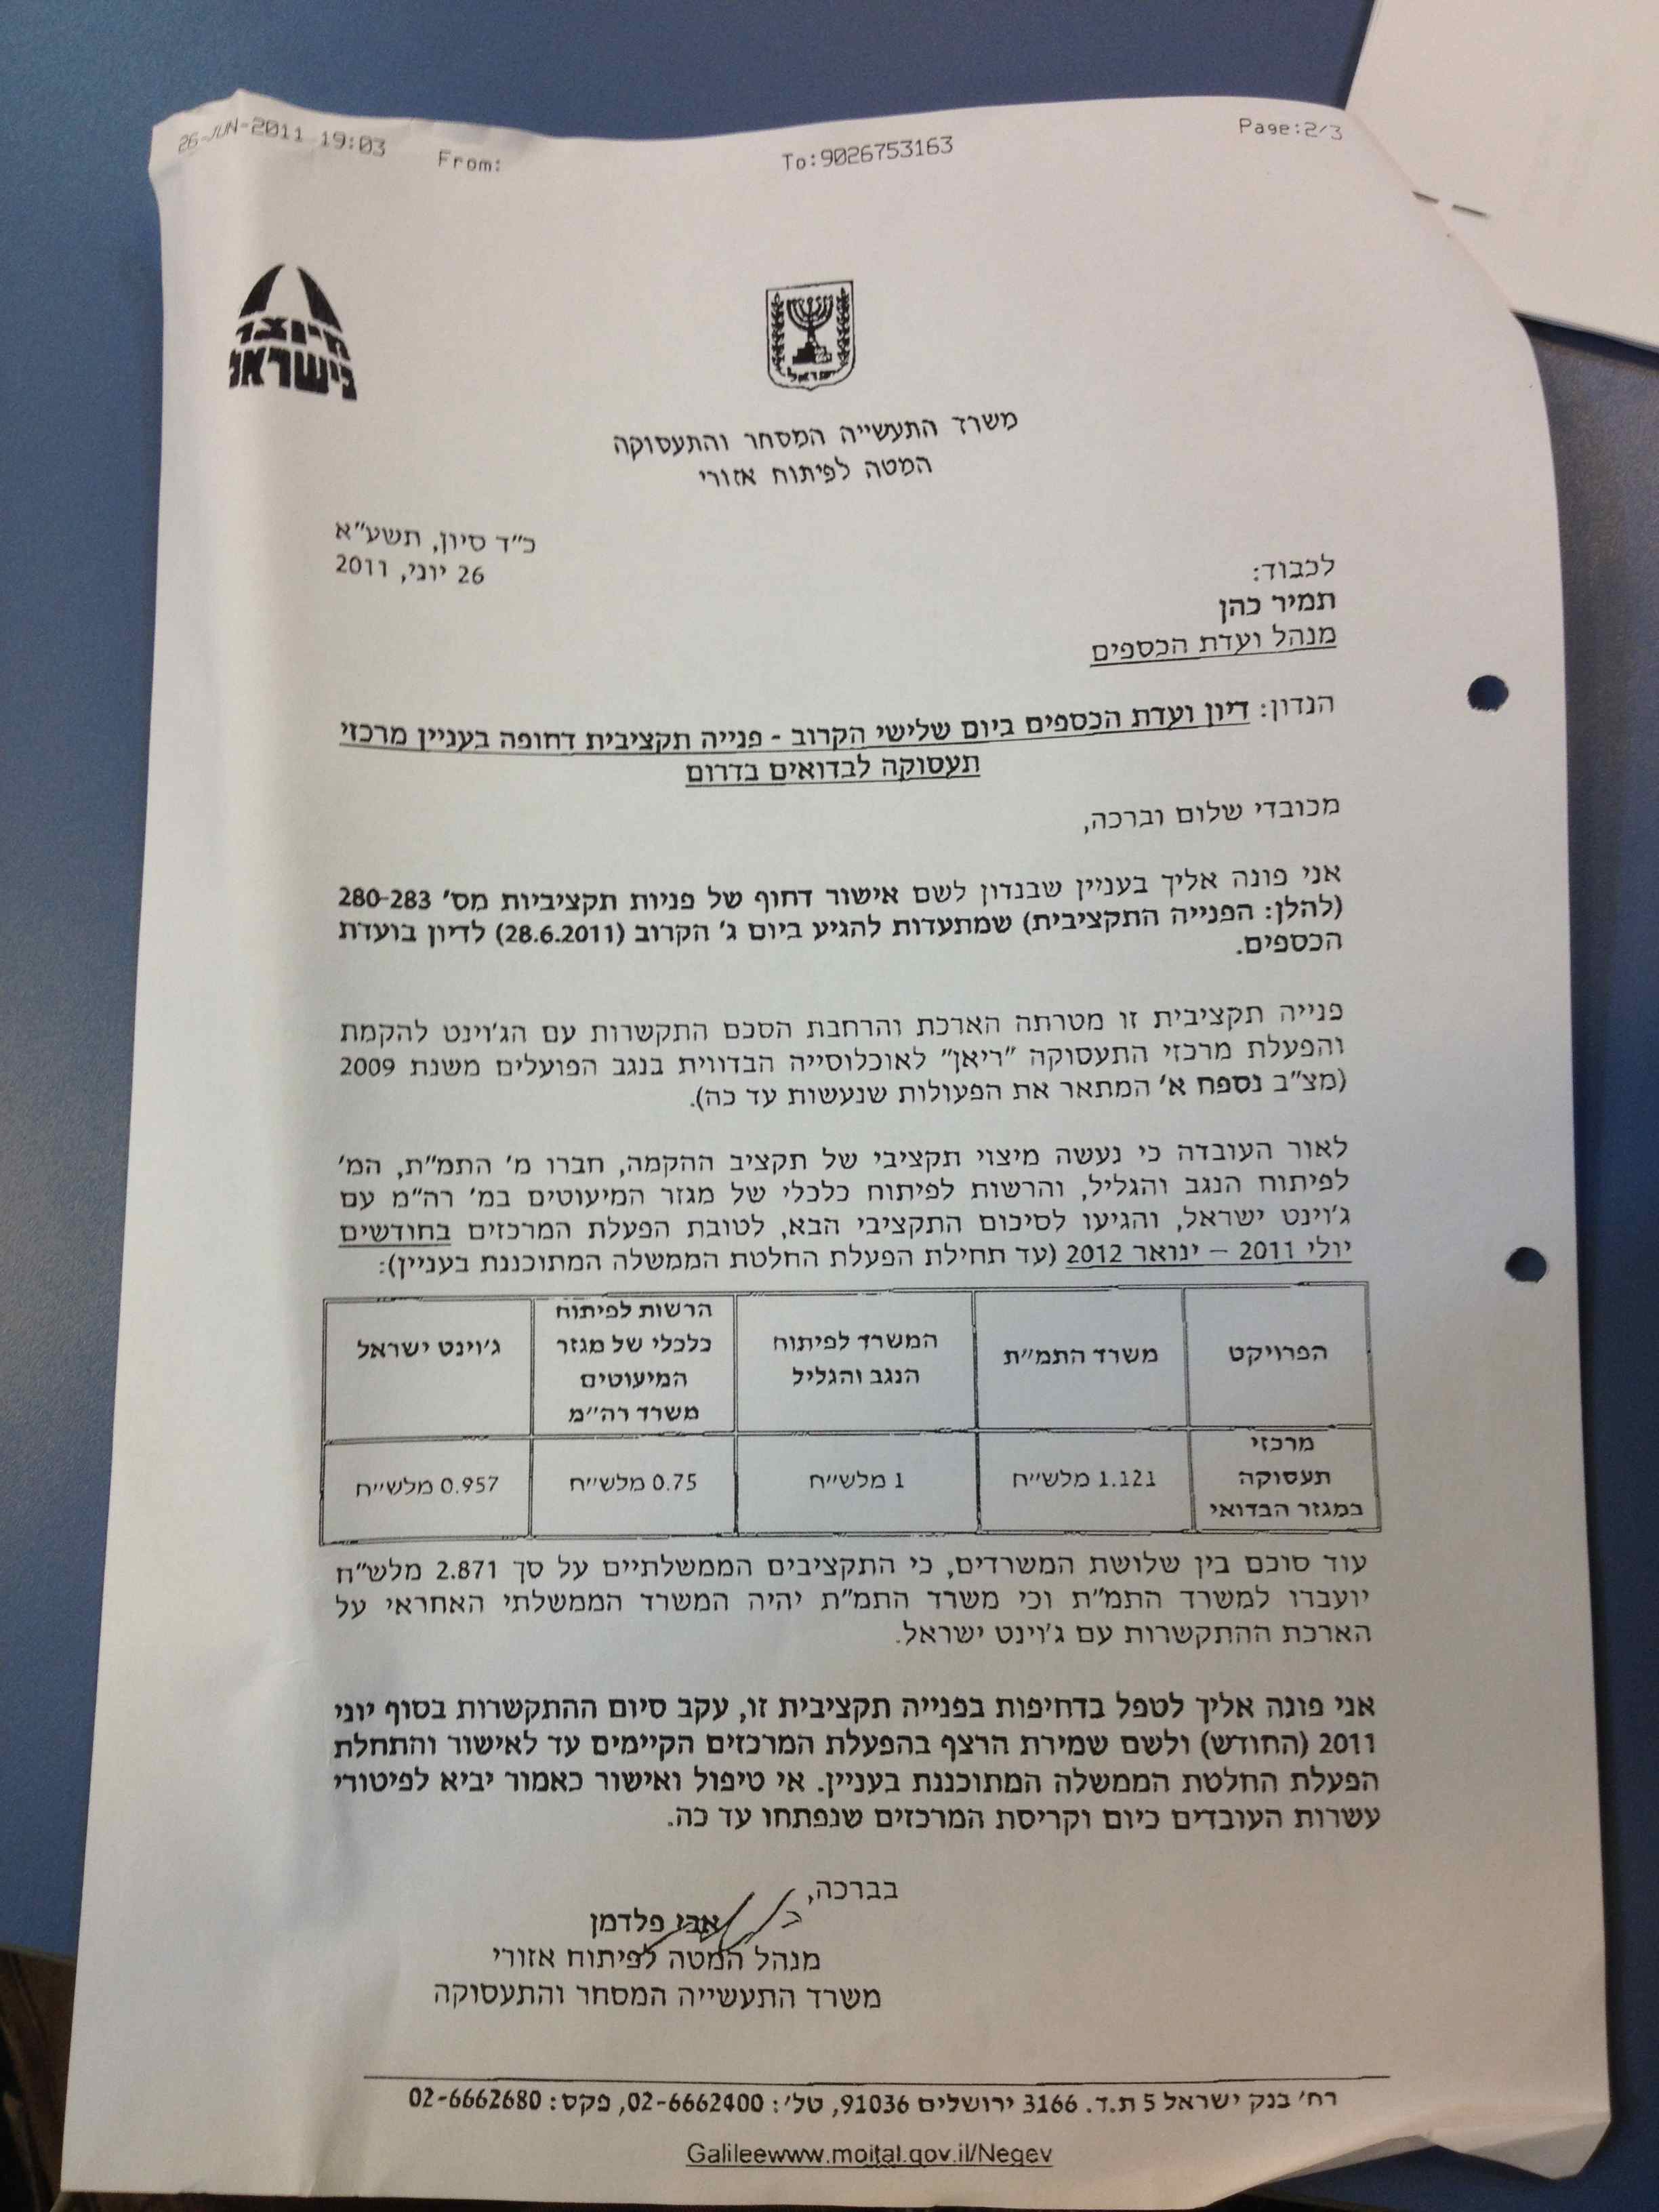 26-JUN-2011 19:03 From: To:9026753163 Page:2/3
תוצר
בישראל
ישראל
משרד התעשייה המסחר והתעסוקה
המטה לפיתוח אזורי
כ"ד סיון, תשע"א
26 יוני, 2011
לכבוד:
תמיר כהן
מנהל ועדת הכספים
הנדון: דיון ועדת הכספים ביום שלישי הקרוב - פנייה תקציבית דחופה בעניין מרכזי
תעסוקה לבדואים בדרום
מכובדי שלום וברכה,
אני פונה אליך בעניין שבנדון לשם אישור דחוף של פניות תקציביות מס' 280-283
(להלן: הפנייה התקציבית) שמתעדות להגיע ביום ג' הקרוב (28.6.2011) לדיון בועדת
הכספים.
פנייה תקציבית זו מטרתה הארכת והרחבת הסכם התקשרות עם הג'וינט להקמת
והפעלת מרכזי התעסוקה "ריאן" לאוכלוסייה הבדווית בנגב הפועלים משנת 2009
(מצ"ב נספח א' המתאר את הפעולות שנעשות עד כה).
לאור העובדה כי נעשה מיצוי תקציבי של תקציב ההקמה, חברו מ' התמ"ת, המ'
לפיתוח הנגב והגליל, והרשות לפיתוח כלכלי של מגזר המיעוטים במ' רה"מ עם
ג'וינט ישראל, והגיעו לסיכום התקציבי הבא, לטובת הפעלת המרכזים בחודשים
יולי 2011 – ינואר 2012 (עד תחילת הפעלת החלטת הממשלה המתוכננת בעניין):
הפרויקט
משרד התמ"ת
המשרד לפיתוח
הנגב והגליל
הרשות לפיתוח
כלכלי של מגזר
המיעוטים
משרד רה"מ
ג'וינט ישראל
מרכזי
תעסוקה
במגזר הבדואי
1.121 מלש"ח
1 מלש"ח
0.75 מלש"ח
0.957 מלש"ח
עוד סוכם בין שלושת המשרדים, כי התקציבים הממשלתיים על סך 2.871 מלש"ח
יועברו למשרד התמ"ת וכי משרד התמ"ת יהיה המשרד הממשלתי האחראי על
הארכת ההתקשרות עם ג'וינט ישראל.
אני פונה אליך לטפל בדחיפות בפנייה תקציבית זו, עקב סיום ההתקשרות בסוף יוני
2011 (החודש) ולשם שמירת הרצף בהפעלת המרכזים הקיימים עד לאישור והתחלת
הפעלת החלטת הממשלה המתוכננת בעניין. אי טיפול ואישור כאמור יביא לפיטורי
עשרות העובדים כיום וקריסת המרכזים שנפתחו עד כה.
בברכה,
אבי פלדמן
מנהל המטה לפיתוח אזורי
משרד התעשייה המסחר והתעסוקה
רח' בנק ישראל 5 ת.ד. 3166 ירושלים 91036, טל': 02-6662400, פקס: 02-6662680
Galileewww.moital.gov.il/Negev